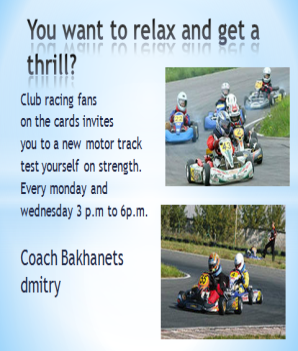 You want to relax and get a
thrill?
Club racing fans
on the cards invites
you to a new motor track
test yourself on strength.
Every monday and
wednesday 3 p.m to 6p.m.
Coach Bakhanets
dmitry